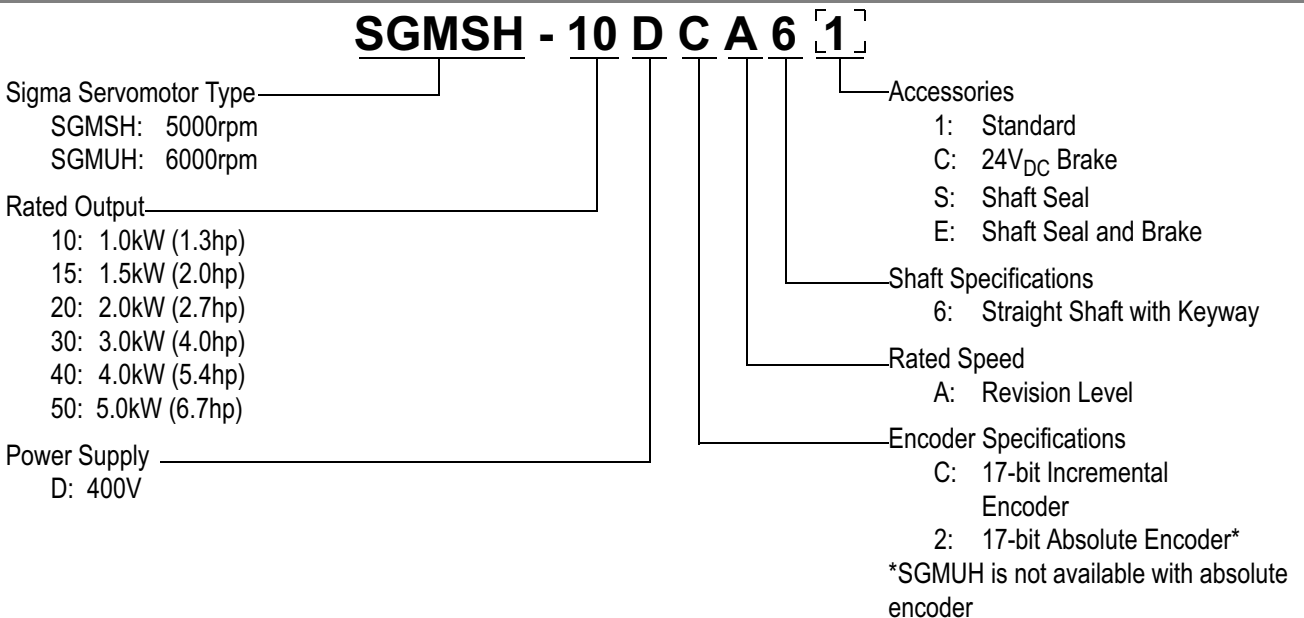 SGMSH - 10 D C A 6 1
Sigma Servomotor Type
SGMSH: 5000rpm
SGMUH: 6000rpm
Rated Output
10: 1.0kW (1.3hp)
15: 1.5kW (2.0hp)
20: 2.0kW (2.7hp)
30: 3.0kW (4.0hp)
40: 4.0kW (5.4hp)
50: 5.0kW (6.7hp)
Power Supply
D: 400V
Accessories
1: Standard
C: 24VDC Brake
S: Shaft Seal
E: Shaft Seal and Brake
Shaft Specifications
6: Straight Shaft with Keyway
Rated Speed
A: Revision Level
Encoder Specifications
C: 17-bit Incremental
Encoder
2: 17-bit Absolute Encoder*
*SGMUH is not available with absolute
encoder